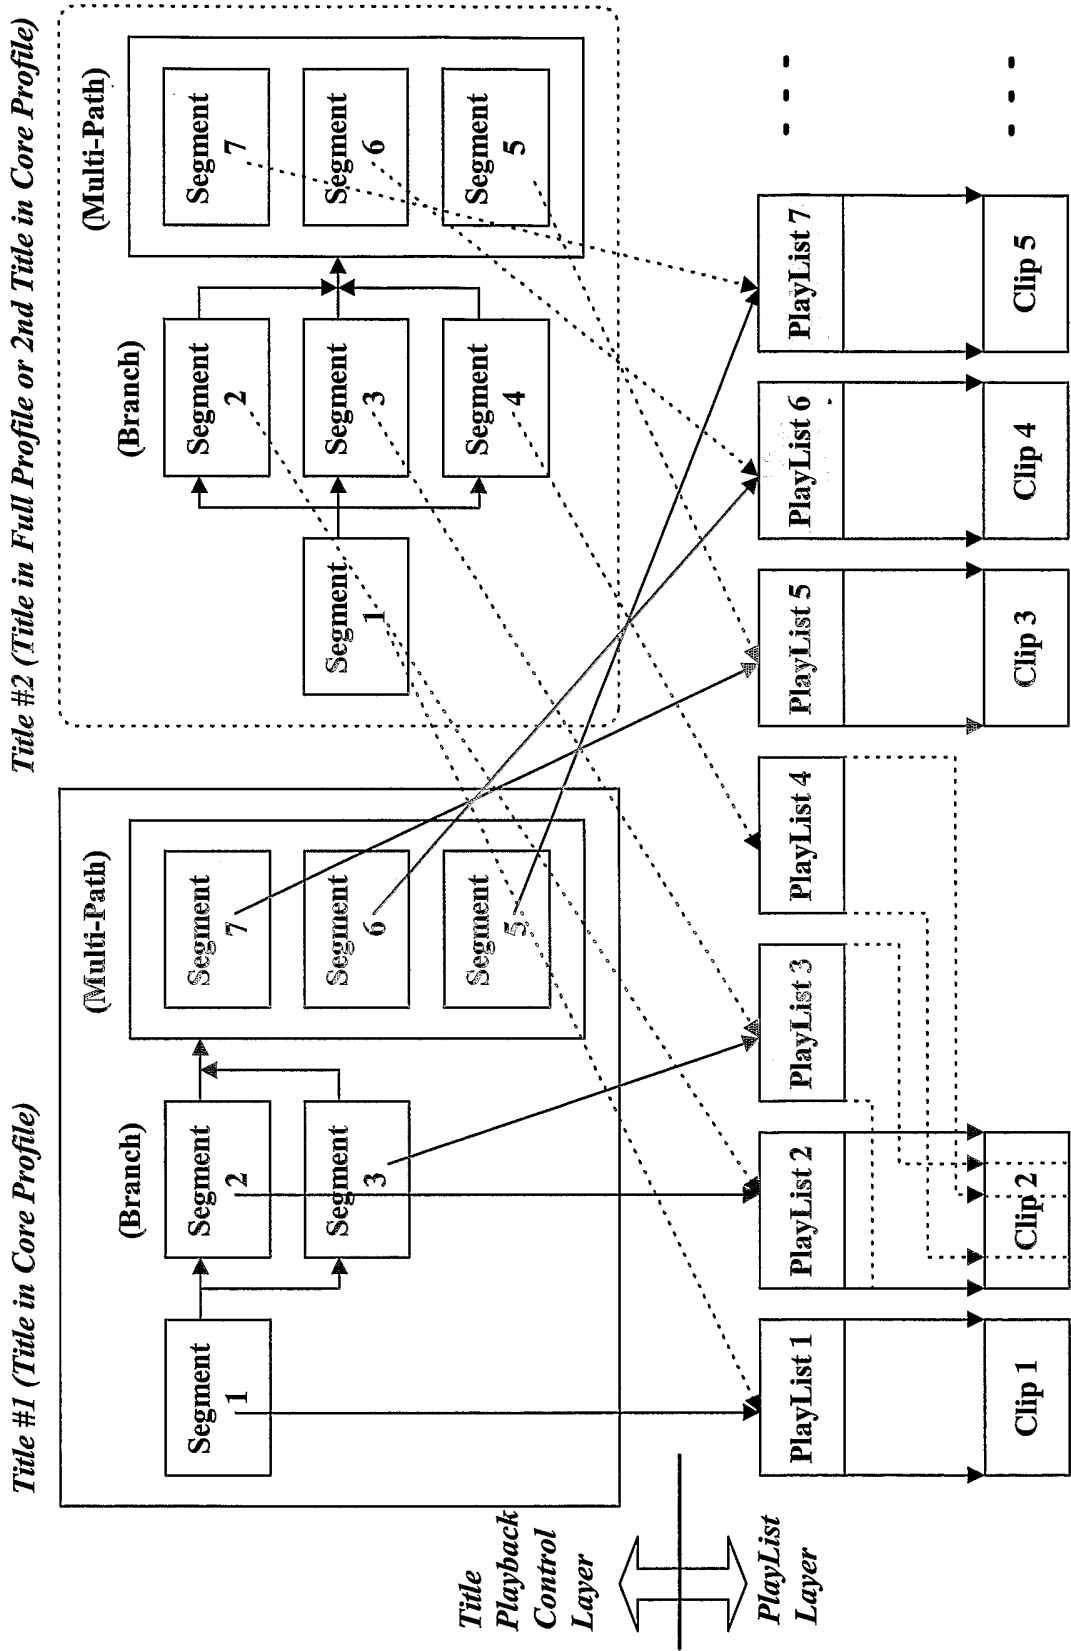 Title #1 (Title in Core Profile)
Title #2 (Title in Full Profile or 2nd Title in Core Profile)
(Branch)
(Multi-Path)
Segment
1
Segment
2
Segment
3
Segment
7
Segment
6
Segment
5
(Branch)
(Multi-Path)
Segment
1
Segment
2
Segment
3
Segment
4
Segment
7
Segment
6
Segment
5
Title
Playback
Control
Layer
PlayList
Layer
PlayList 1
PlayList 2
PlayList 3
PlayList 4
PlayList 5
PlayList 6
PlayList 7
Clip 1
Clip 2
Clip 3
Clip 4
Clip 5